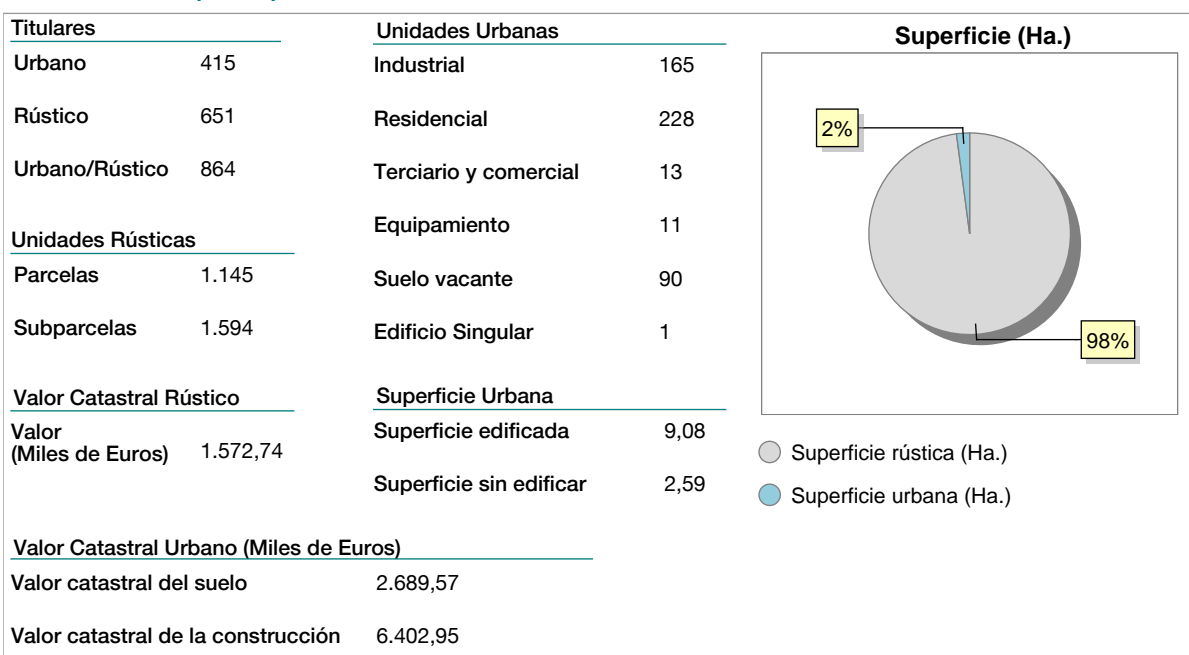 Titulares
Urbano 415
Rústico 651
Urbano/Rústico 864
Unidades Rústicas
Parcelas 1.145
Subparcelas 1.594
Valor Catastral Rústico
Valor
(Miles de Euros) 1.572,74
Unidades Urbanas
Industrial 165
Residencial 228
Terciario y comercial 13
Equipamiento 11
Suelo vacante 90
Edificio Singular 1
Superficie Urbana
Superficie edificada 9,08
Superficie sin edificar 2,59
Valor Catastral Urbano (Miles de Euros)
Valor catastral del suelo 2.689,57
Valor catastral de la construcción 6.402,95
Superficie (Ha.)
2%
98%
Superficie rústica (Ha.)
Superficie urbana (Ha.)